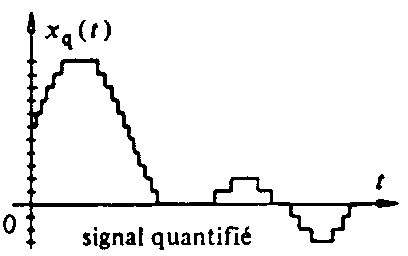 x_q(t)
t
0
signal quantifié